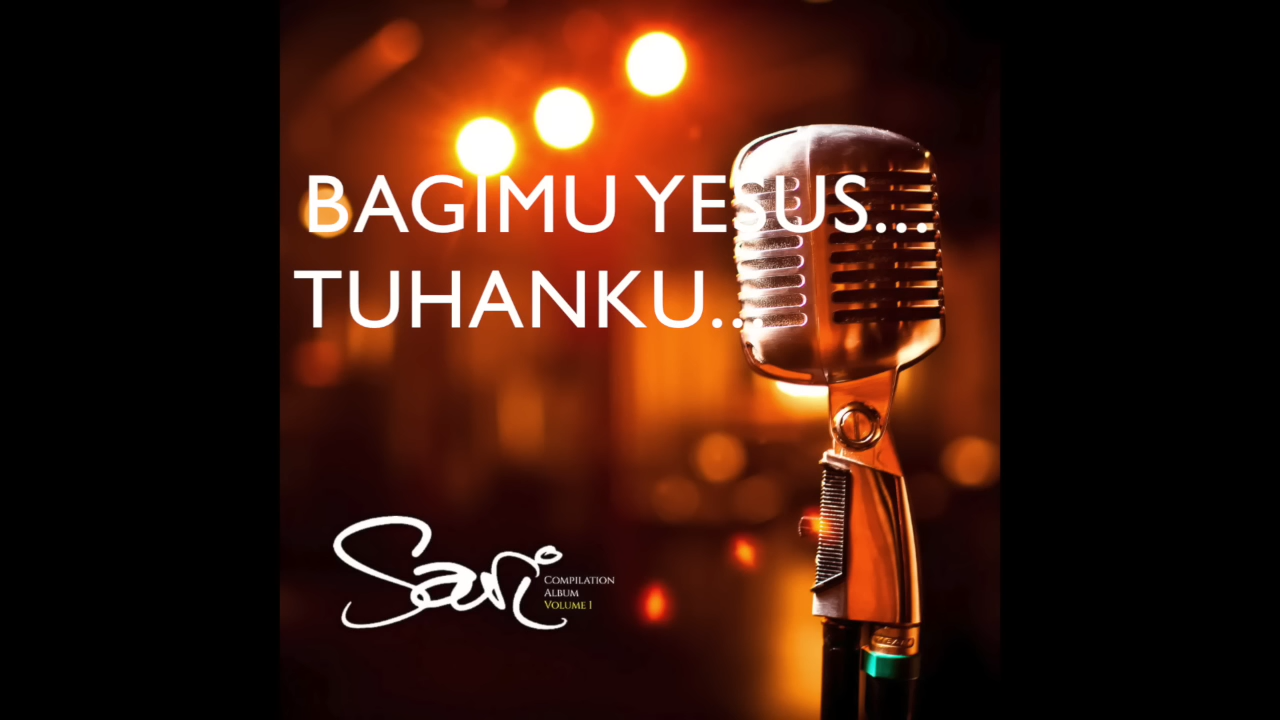 BAGIMU YESUS...
TUHANKU...
Sari
COMPILATION
ALBUM
VOLUME I